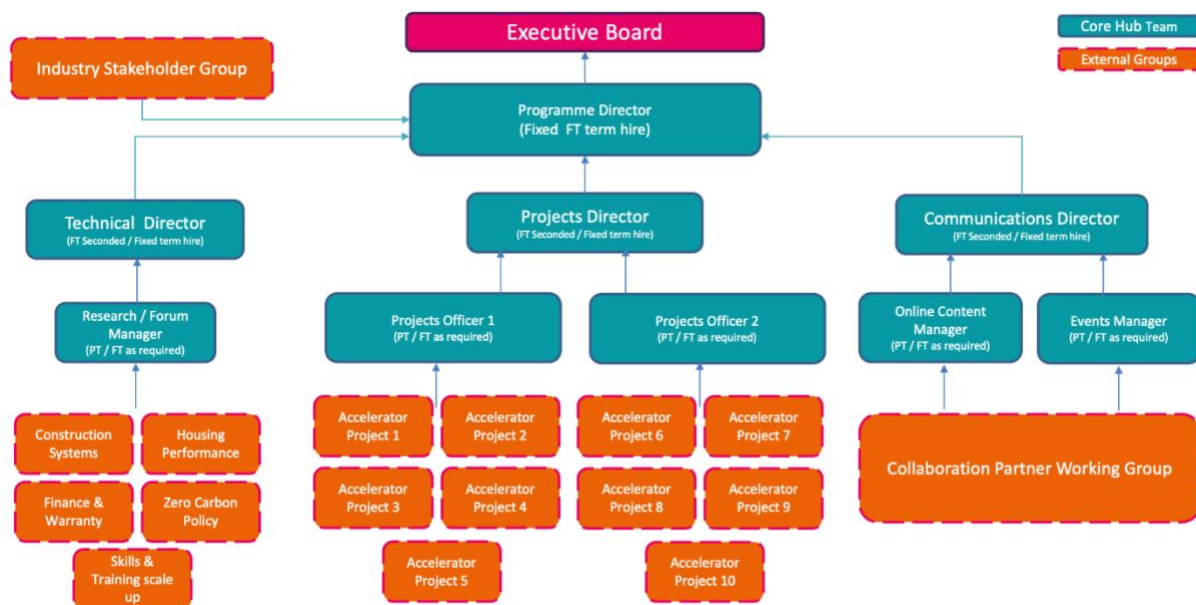 Executive Board
Core Hub Team
External Groups
Industry Stakeholder Group
Programme Director
(Fixed  FT term hire)
Technical  Director
(FT Seconded / Fixed term hire)
Projects Director
(FT Seconded / Fixed term hire)
Communications Director
(FT Seconded / Fixed term hire)
Research / Forum
Manager
(PT / FT as required)
Projects Officer 1
(PT / FT as required)
Projects Officer 2
(PT / FT as required)
Online Content
Manager
(PT / FT as required)
Events Manager
(PT / FT as required)
Construction
Systems
Housing
Performance
Finance &
Warranty
Zero Carbon
Policy
Skills &
Training scale
up
Accelerator
Project 1
Accelerator
Project 2
Accelerator
Project 3
Accelerator
Project 4
Accelerator
Project 5
Accelerator
Project 6
Accelerator
Project 7
Accelerator
Project 8
Accelerator
Project 9
Accelerator
Project 10
Collaboration Partner Working Group